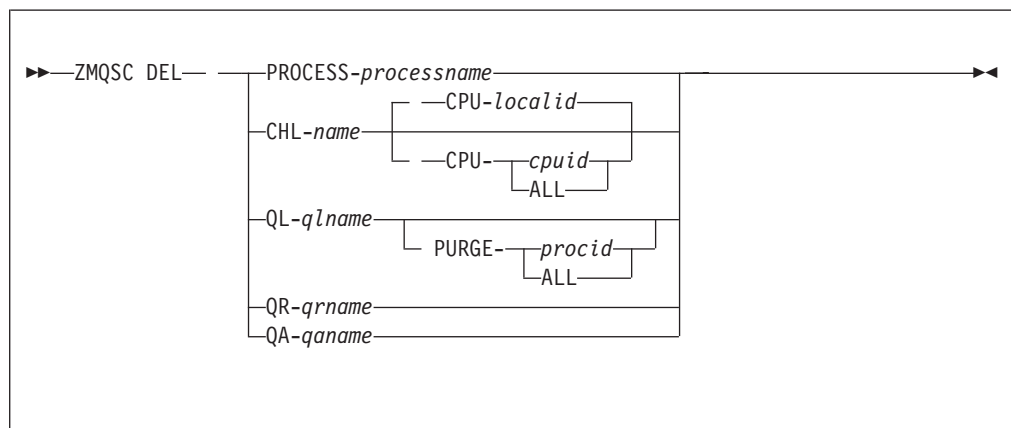 ZMQSC DEL PROCESS-processname
CPU-localid
CHL-name
CPU- cpuid
ALL
QL-qlname
PURGE- procid
ALL
QR-qrname
QA-qaname